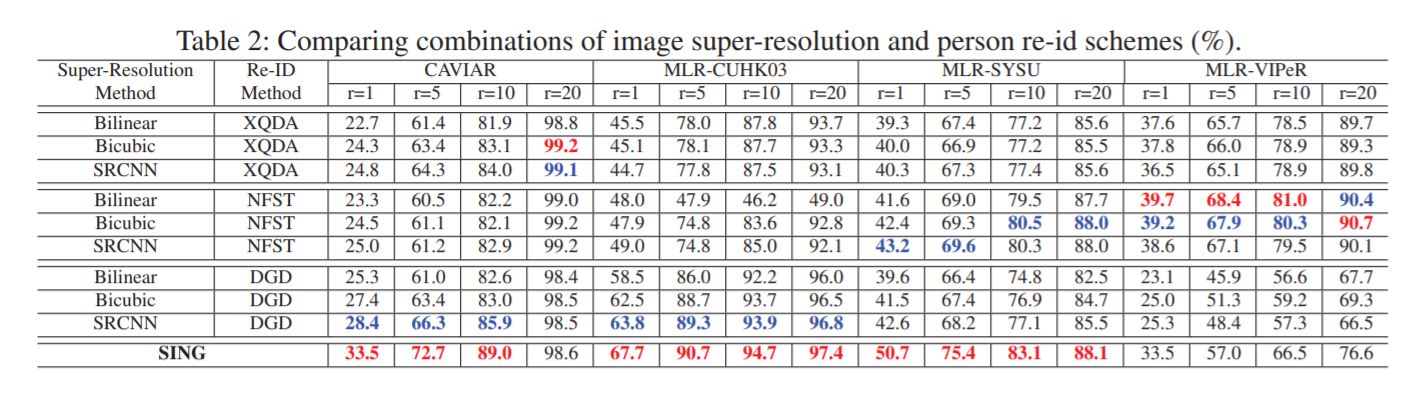 Table 2: Comparing combinations of image super-resolution and person re-id schemes (%).
Super-Resolution Re-ID CAVIAR MLR-CUHK03 MLR-SYSU MLR-VIPeR
Method Method r=1 r=5 r=10 r=20 r=1 r=5 r=10 r=20 r=1 r=5 r=10 r=20 r=1 r=5 r=10 r=20
Bilinear XQDA 22.7 61.4 81.9 98.8 45.5 78.0 87.8 93.7 39.3 67.4 77.2 85.6 37.6 65.7 78.5 89.7
Bicubic XQDA 24.3 63.4 83.1 99.2 45.1 78.1 87.7 93.3 40.0 66.9 77.2 85.5 37.8 66.0 78.9 89.3
SRCNN XQDA 24.8 64.3 84.0 99.1 44.7 77.8 87.5 93.1 40.3 67.3 77.4 85.6 36.5 65.1 78.9 89.8
Bilinear NFST 23.3 60.5 82.2 99.0 48.0 47.9 46.2 49.0 41.6 69.0 79.5 87.7 39.7 68.4 81.0 90.4
Bicubic NFST 24.5 61.1 82.1 99.2 47.9 74.8 83.6 92.8 42.4 69.3 80.5 88.0 39.2 67.9 80.3 90.7
SRCNN NFST 25.0 61.2 82.9 99.2 49.0 74.8 85.0 92.1 43.2 69.6 80.3 88.0 38.6 67.1 79.5 90.1
Bilinear DGD 25.3 61.0 82.6 98.4 58.5 86.0 92.2 96.0 39.6 66.4 74.8 82.5 23.1 45.9 56.6 67.7
Bicubic DGD 27.4 63.4 83.0 98.5 62.5 88.7 93.7 96.5 41.5 67.4 76.9 84.7 25.0 51.3 59.2 69.3
SRCNN DGD 28.4 66.3 85.9 98.5 63.8 89.3 93.9 96.8 42.6 68.2 77.1 85.5 25.3 48.4 57.3 66.5
SING 33.5 72.7 89.0 98.6 67.7 90.7 94.7 97.4 50.7 75.4 83.1 88.1 33.5 57.0 66.5 76.6